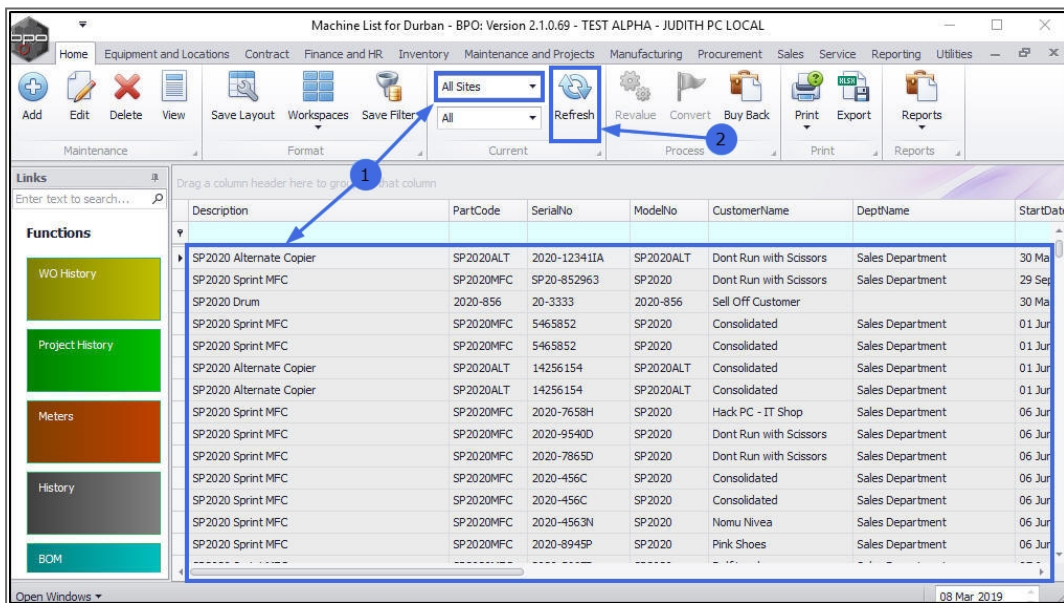 bpo
Machine List for Durban - BPO: Version 2.1.0.69 - TEST ALPHA - JUDITH PC LOCAL
Home Equipment and Locations Contract Finance and HR Inventory Maintenance and Projects Manufacturing Procurement Sales Service Reporting Utilities
All Sites
All
Add Edit Delete View Save Layout Workspaces Save Filter Refresh Revalue Convert Buy Back Print Export Reports
XLSX
2
Maintenance Format Current Process Print Reports
1
Links
Drag a column header here to that column
Enter text to search...
Description PartCode SerialNo ModelNo CustomerName DeptName StartDate
Functions
SP2020 Alternate Copier SP2020ALT 2020-12341IA SP2020ALT Dont Run with Scissors Sales Department 30 Ma
WO History
SP2020 Sprint MFC SP2020MFC SP20-852963 SP2020 Dont Run with Scissors Sales Department 29 Sep
SP2020 Drum 2020-856 20-3333 2020-856 Sell Off Customer 30 Ma
SP2020 Sprint MFC SP2020MFC 5465852 SP2020 Consolidated Sales Department 01 Jun
Project History
SP2020 Sprint MFC SP2020MFC 5465852 SP2020 Consolidated Sales Department 01 Jun
SP2020 Alternate Copier SP2020ALT 14256154 SP2020ALT Consolidated Sales Department 01 Jun
SP2020 Alternate Copier SP2020ALT 14256154 SP2020ALT Consolidated Sales Department 01 Jun
Meters
SP2020 Sprint MFC SP2020MFC 2020-7658H SP2020 Hack PC - IT Shop Sales Department 06 Jun
SP2020 Sprint MFC SP2020MFC 2020-9540D SP2020 Dont Run with Scissors Sales Department 06 Jun
SP2020 Sprint MFC SP2020MFC 2020-7865D SP2020 Dont Run with Scissors Sales Department 06 Jun
History
SP2020 Sprint MFC SP2020MFC 2020-456C SP2020 Consolidated Sales Department 06 Jun
SP2020 Sprint MFC SP2020MFC 2020-456C SP2020 Consolidated Sales Department 06 Jun
SP2020 Sprint MFC SP2020MFC 2020-4563N SP2020 Nomu Nivea Sales Department 06 Jun
SP2020 Sprint MFC SP2020MFC 2020-8945P SP2020 Pink Shoes Sales Department 06 Jun
BOM
Open Windows 08 Mar 2019